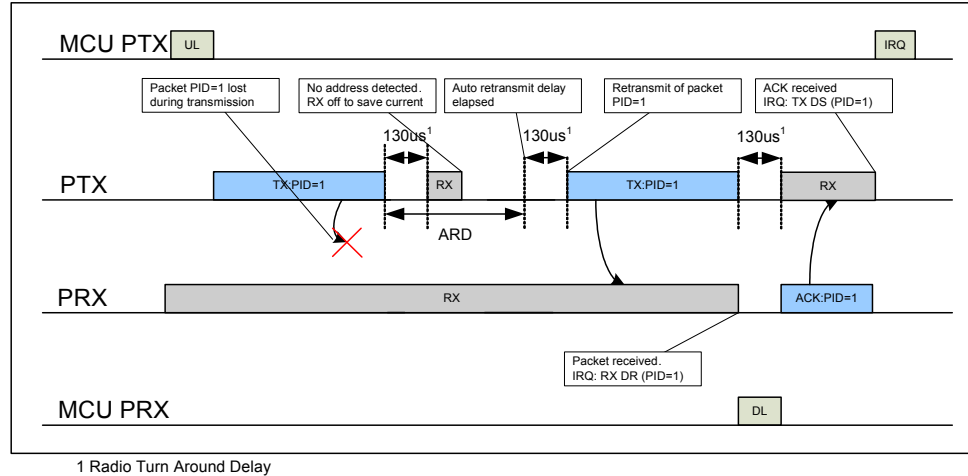 MCU PTX
UL
IRQ
Packet PID=1 lost
during transmission
No address detected.
RX off to save current
Auto retransmit delay
elapsed
Retransmit of packet
PID=1
ACK received
IRQ: TX DS (PID=1)
130us1
130us1
130us1
PTX
TX:PID=1
RX
TX:PID=1
RX
ARD
PRX
RX
ACK:PID=1
Packet received.
IRQ: RX DR (PID=1)
MCU PRX
DL
1 Radio Turn Around Delay